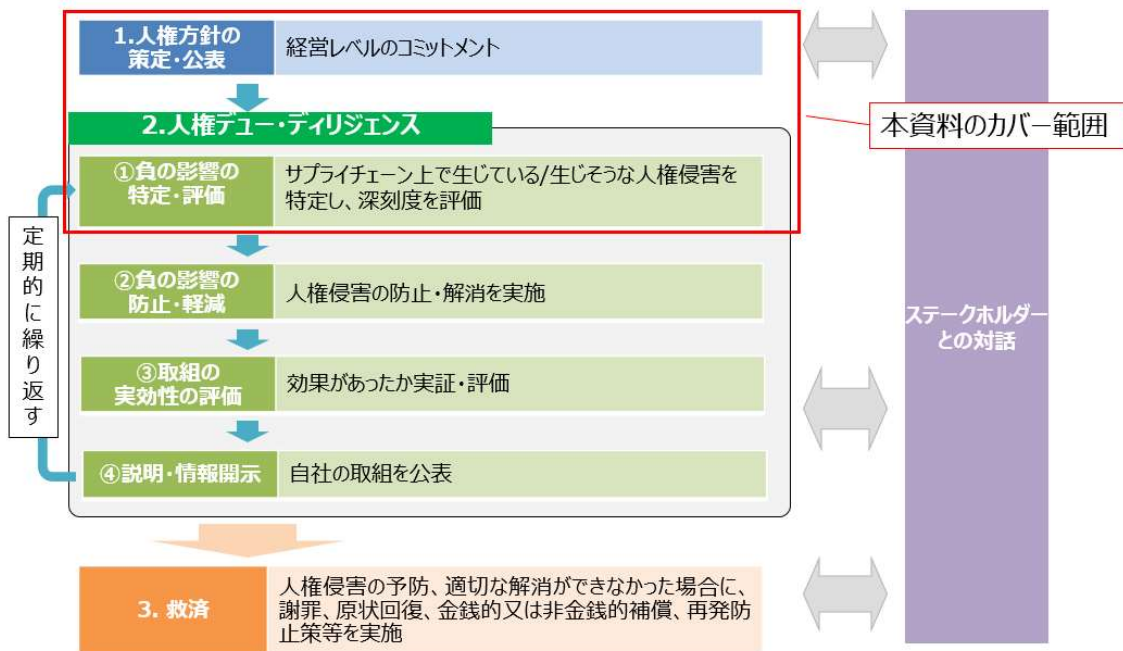 1.人権方針の
策定・公表
経営レベルのコミットメント
2.人権デュー・ディリジェンス
本資料のカバー範囲
①負の影響の
特定・評価
サプライチェーン上で生じている/生じそうな人権侵害を
特定し、深刻度を評価
定期的に繰り返す
②負の影響の
防止・軽減
人権侵害の防止・解消を実施
ステークホルダー
との対話
③取組の
実効性の評価
効果があったか実証・評価
④説明・情報開示
自社の取組を公表
3. 救済
人権侵害の予防、適切な解消ができなかった場合に、
謝罪、原状回復、金銭的又は非金銭的補償、再発防
止策等を実施